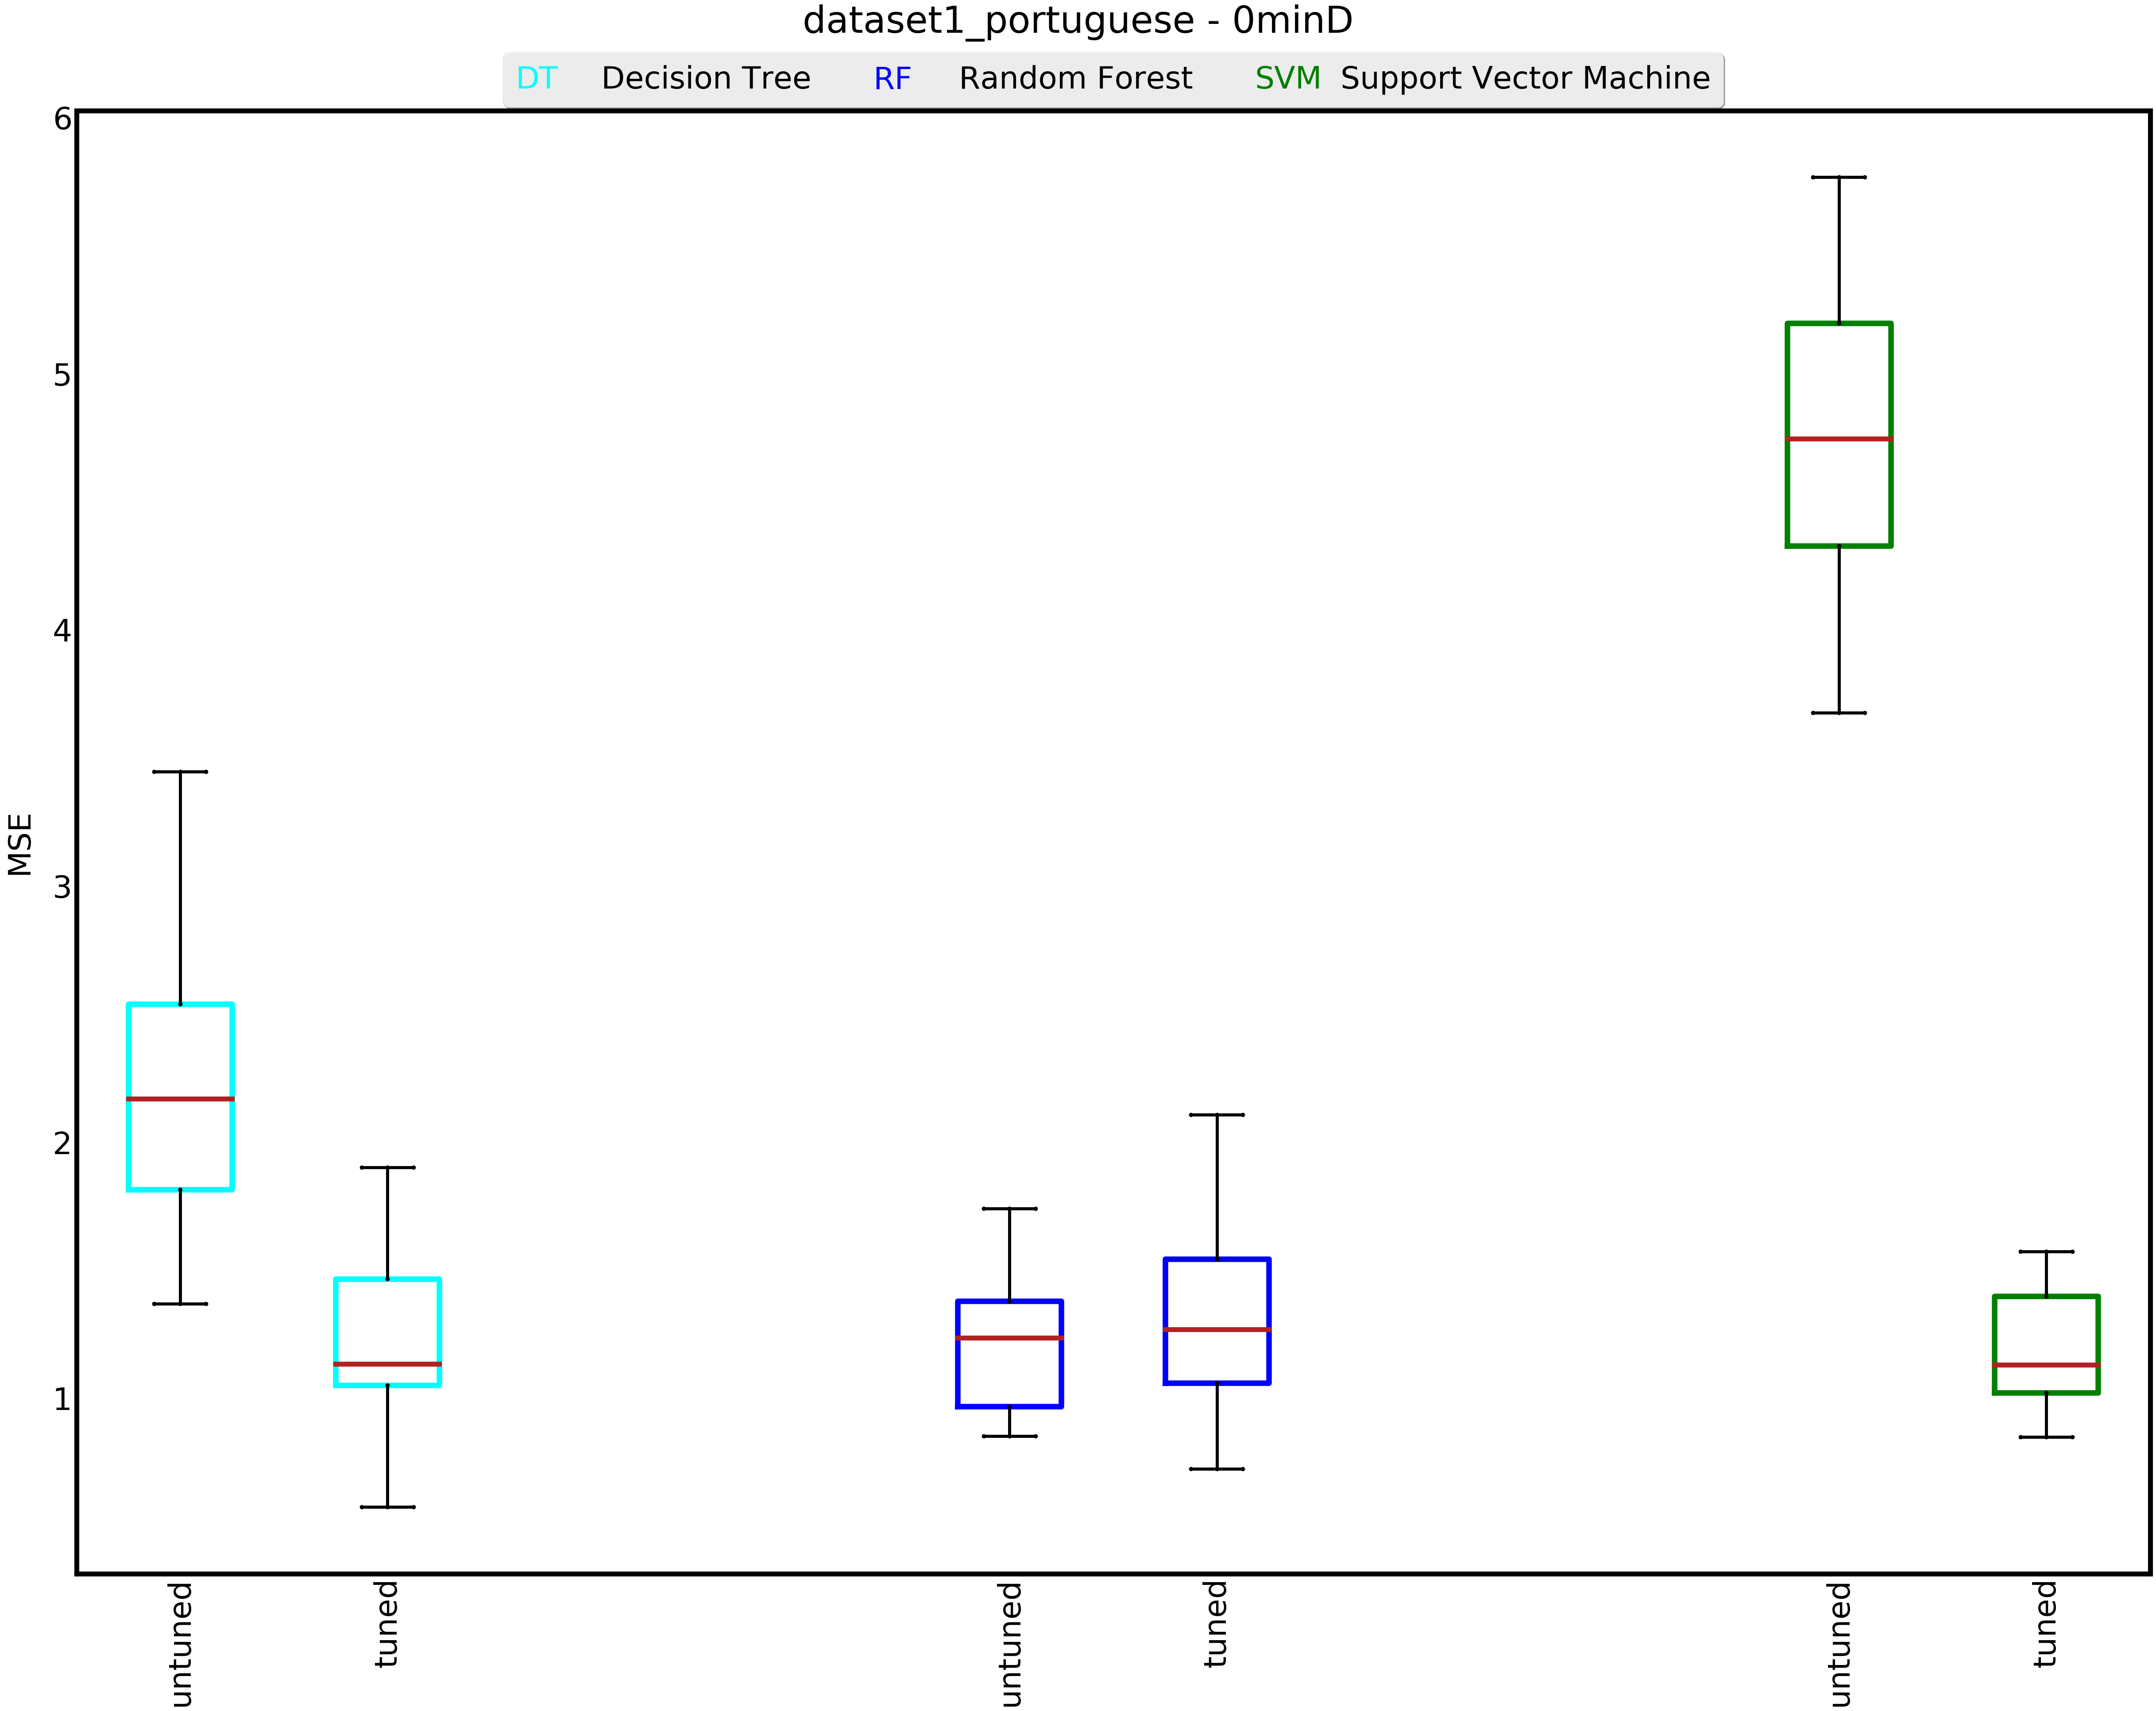 dataset1_portuguese - 0minD
DT Decision Tree RF Random Forest SVM Support Vector Machine
6
5
4
3
2
1
MSE
untuned tuned untuned tuned untuned tuned